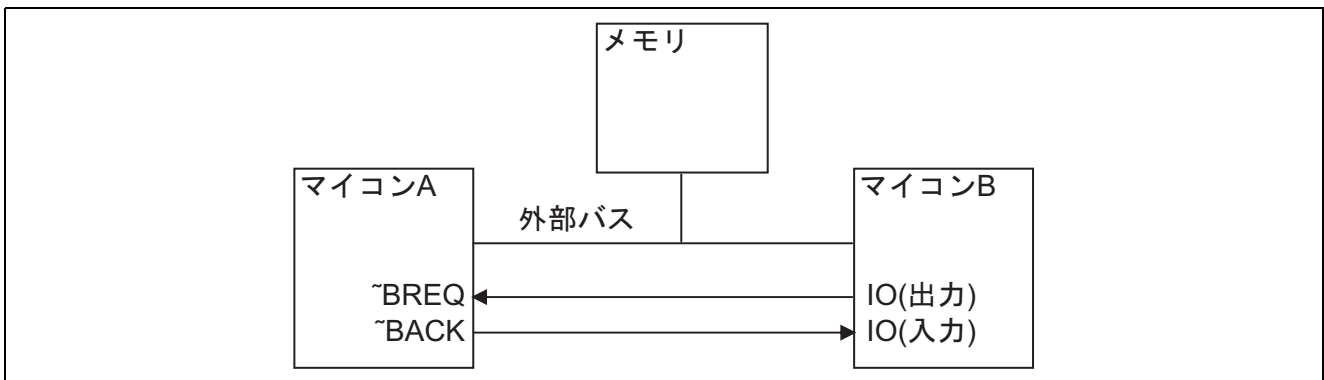 メモリ
マイコンA
マイコンB
外部バス
~BREQ
IO(出力)
~BACK
IO(入力)